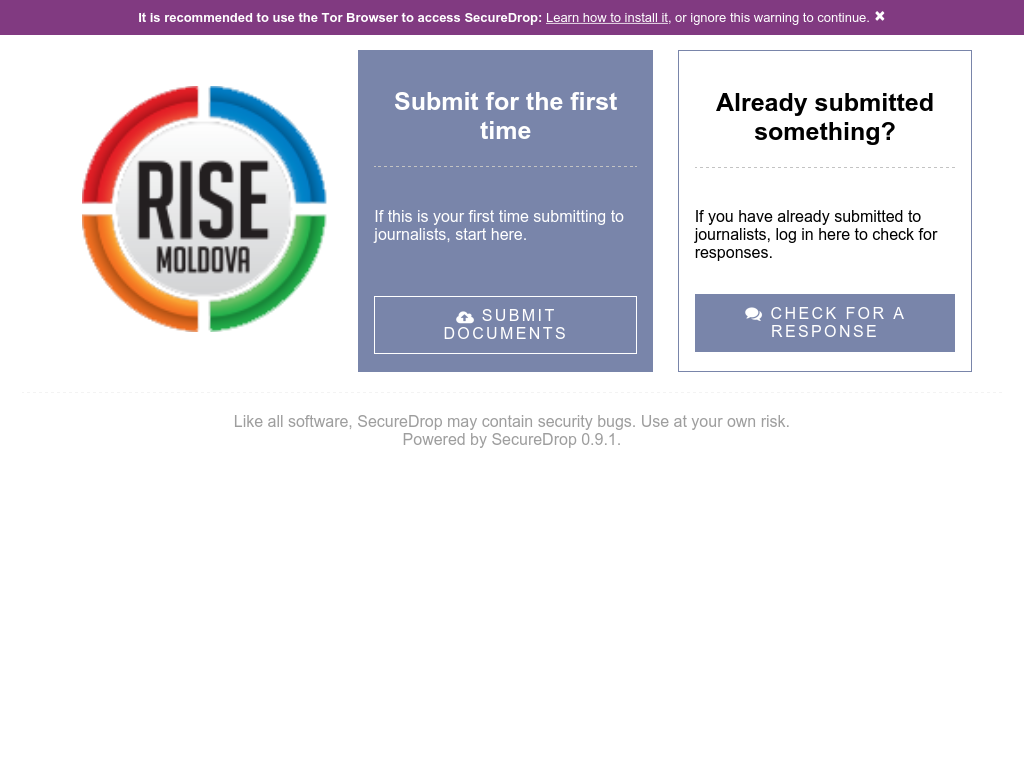 It is recommended to use the Tor Browser to access SecureDrop: Learn how to install it, or ignore this warning to continue. ✖
RISE
MOLDOVA
Submit for the first
time
If this is your first time submitting to
journalists, start here.
SUBMIT
DOCUMENTS
Already submitted
something?
If you have already submitted to
journalists, log in here to check for
responses.
CHECK FOR A
RESPONSE
Like all software, SecureDrop may contain security bugs. Use at your own risk.
Powered by SecureDrop 0.9.1.